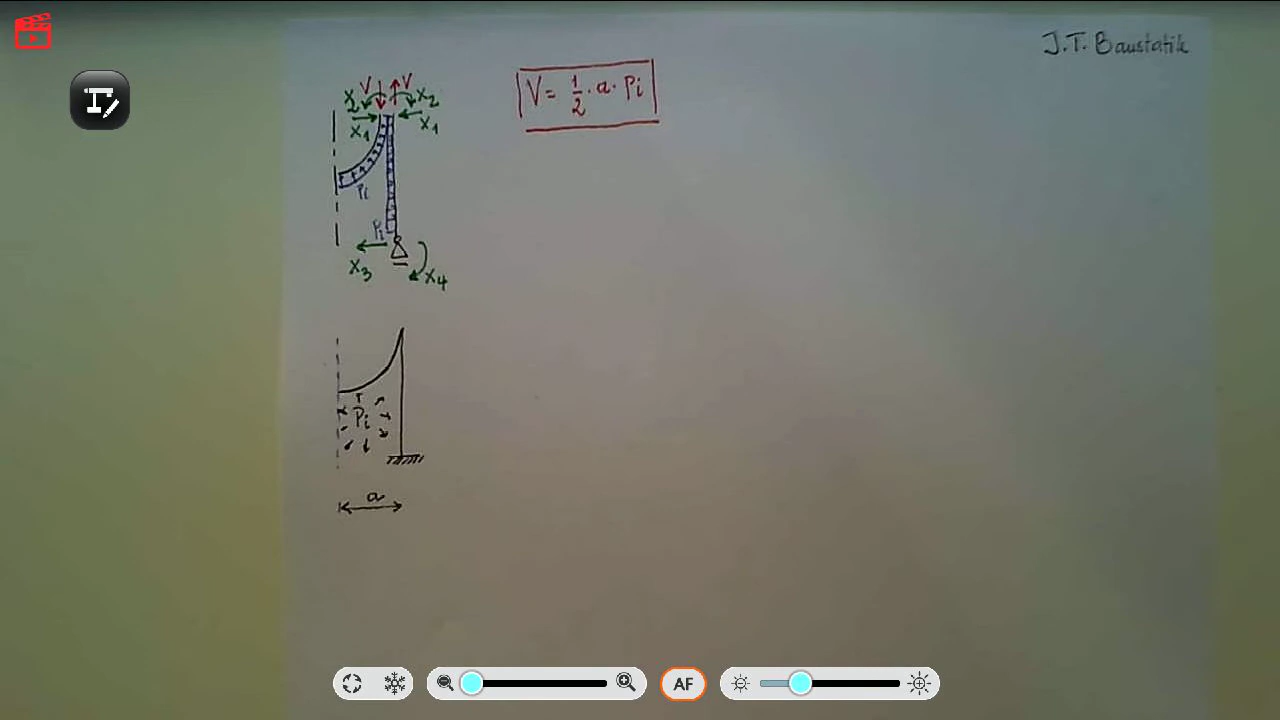 J.T. Baustatik
V V
X2 X2
X1 X1
V = 1/2 · a · Pi
Pi
Pi
X3 X4
Pi
a
AF